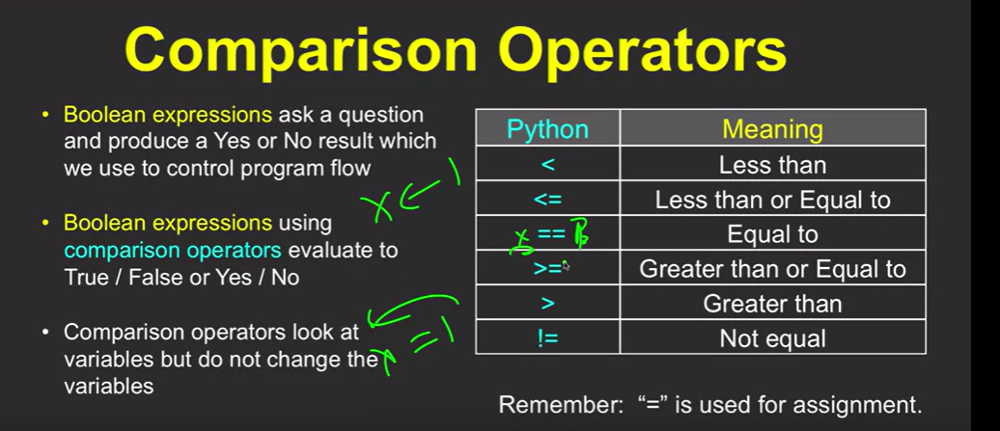 Comparison Operators
• Boolean expressions ask a question
and produce a Yes or No result which
we use to control program flow
x ← 1
• Boolean expressions using
comparison operators evaluate to
True / False or Yes / No
• Comparison operators look at
variables but do not change the
variables
= 1
Python Meaning
< Less than
<= Less than or Equal to
x == Equal to
>= Greater than or Equal to
> Greater than
!= Not equal
Remember: “=” is used for assignment.